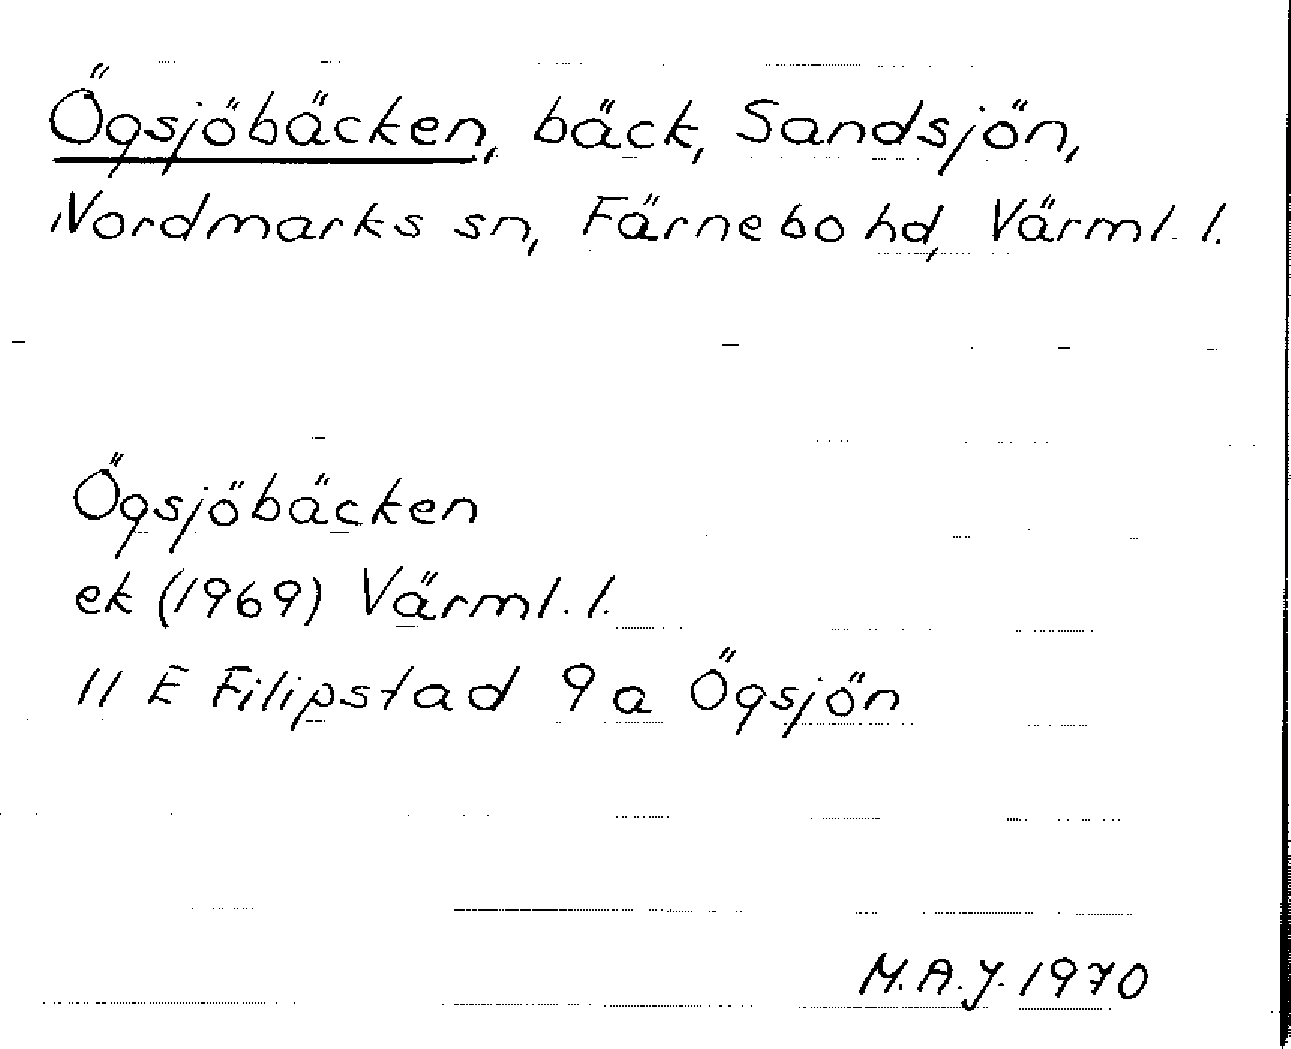 Ögsjöbäcken, bäck, Sandsjön,
Nordmarks sn, Färnebo hd, Värml. l.
Ögsjöbäcken
ek (1969) Värml. l.
11 E Filipstad 9 a Ögsjön
M.A.J. 1970